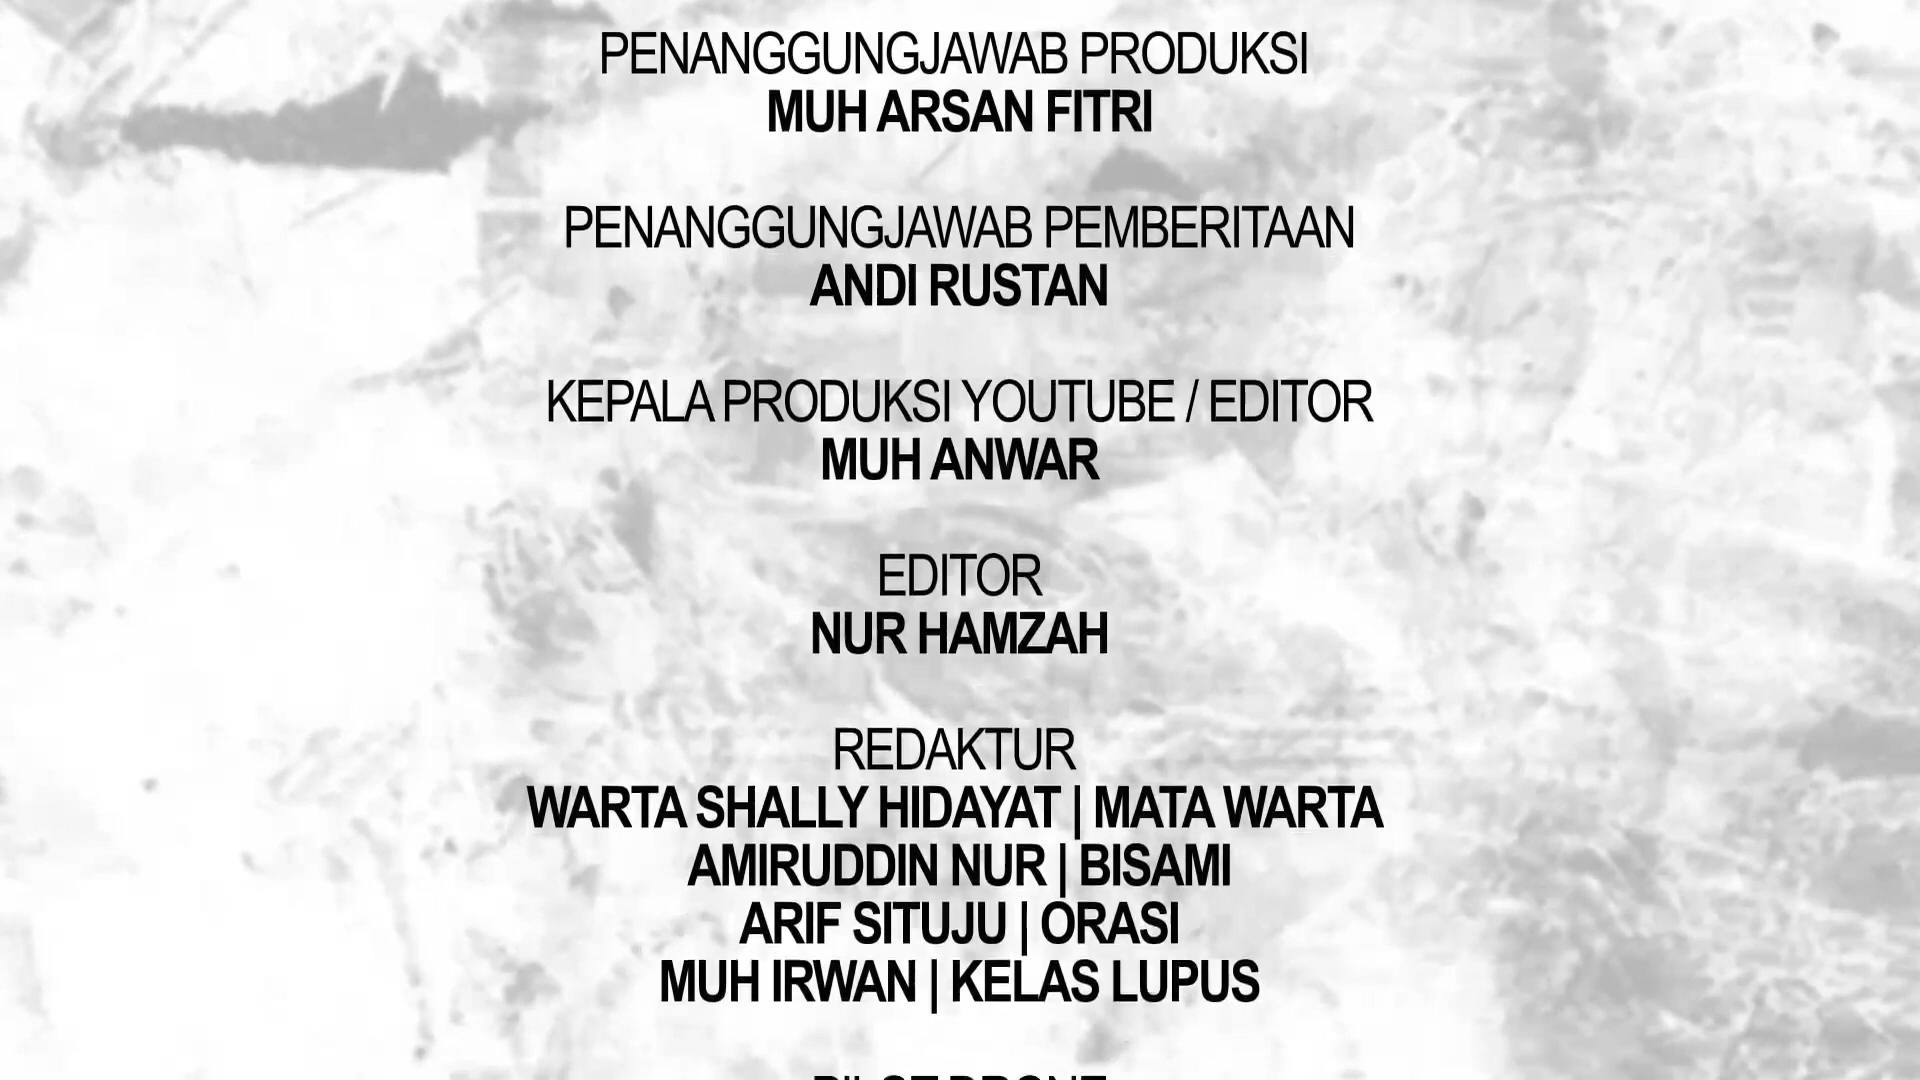 PENANGGUNGJAWAB PRODUKSI
MUH ARSAN FITRI
PENANGGUNGJAWAB PEMBERITAAN
ANDI RUSTAN
KEPALA PRODUKSI YOUTUBE / EDITOR
MUH ANWAR
EDITOR
NUR HAMZAH
REDAKTUR
WARTA SHALLY HIDAYAT | MATA WARTA
AMIRUDDIN NUR | BISAMI
ARIF SITUJU | ORASI
MUH IRWAN | KELAS LUPUS